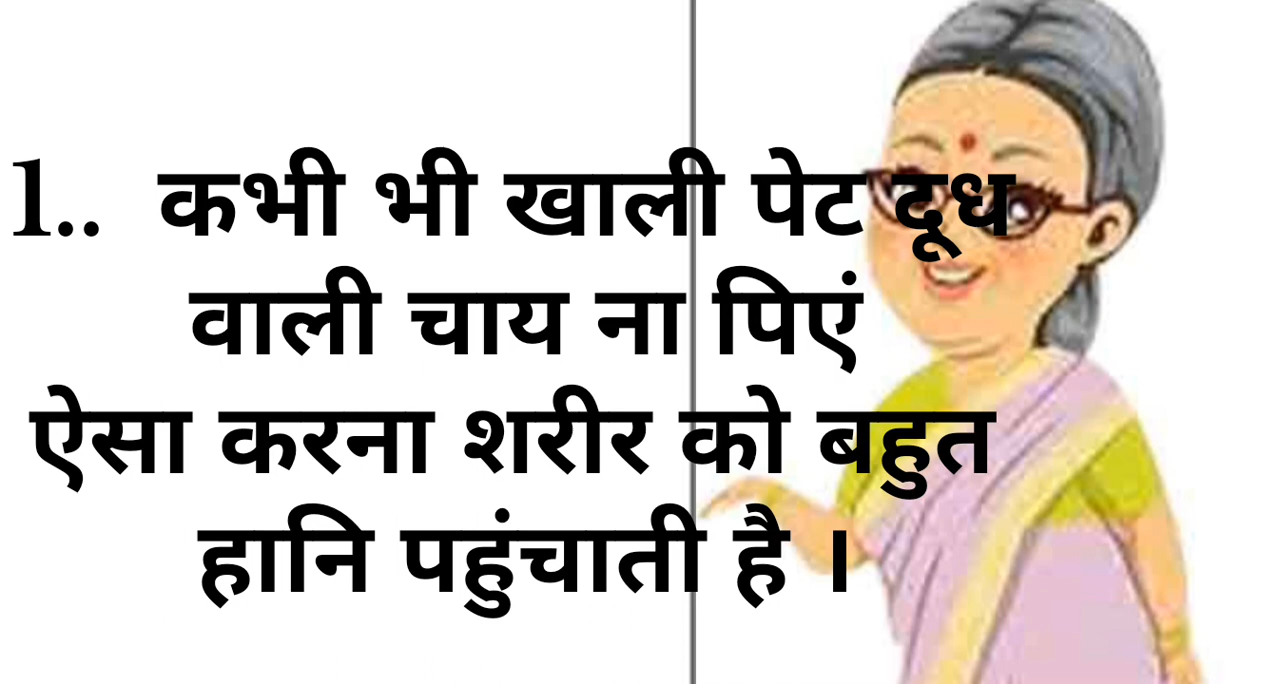 1.. कभी भी खाली पेट दूध
वाली चाय ना पिएं
ऐसा करना शरीर को बहुत
हानि पहुंचाती है ।